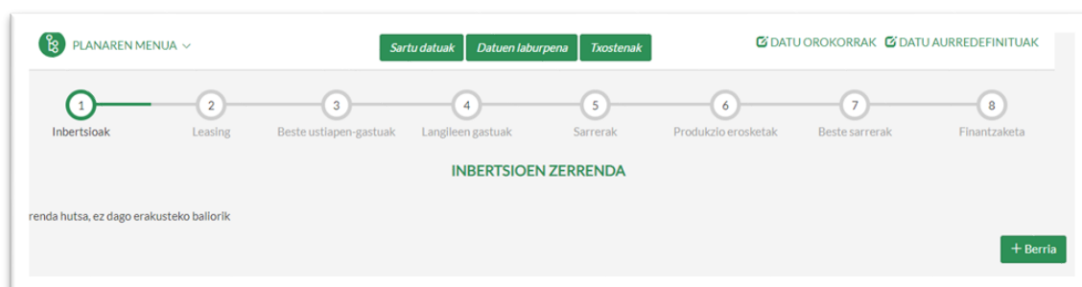 PLANAREN MENUA
Sartu datuak Datuen laburpena Txostenak
DATU OROKORRAK DATU AURREDEFINITUAK
1 2 3 4 5 6 7 8
Inbertsioak Leasing Beste ustiapen-gastuak Langileen gastuak Sarrerak Produkzio erosketak Beste sarrerak Finantzaketa
INBERTSIOEN ZERRENDA
renda hutsa, ez dago erakusteko baliorik
+ Berria